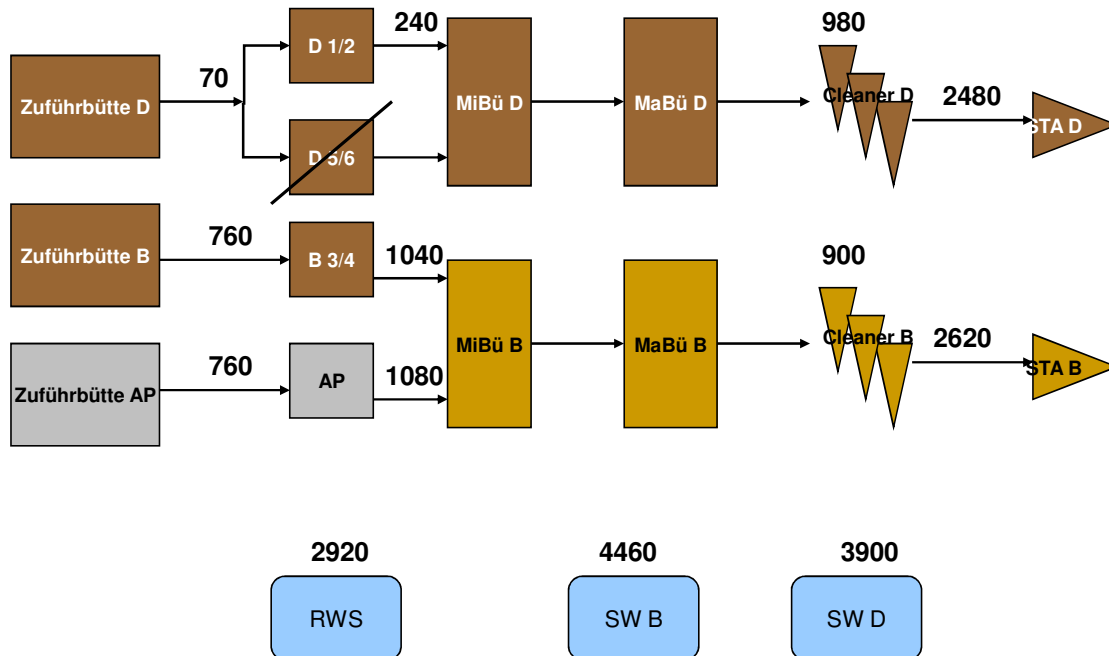 980
D 1/2
240
Zuführbütte D
70
MiBü D
MaBü D
Cleaner D
2480
STA D
D 5/6
Zuführbütte B
760
B 3/4
1040
900
MiBü B
MaBü B
Cleaner B
2620
STA B
Zuführbütte AP
760
AP
1080
2920
4460
3900
RWS
SW B
SW D